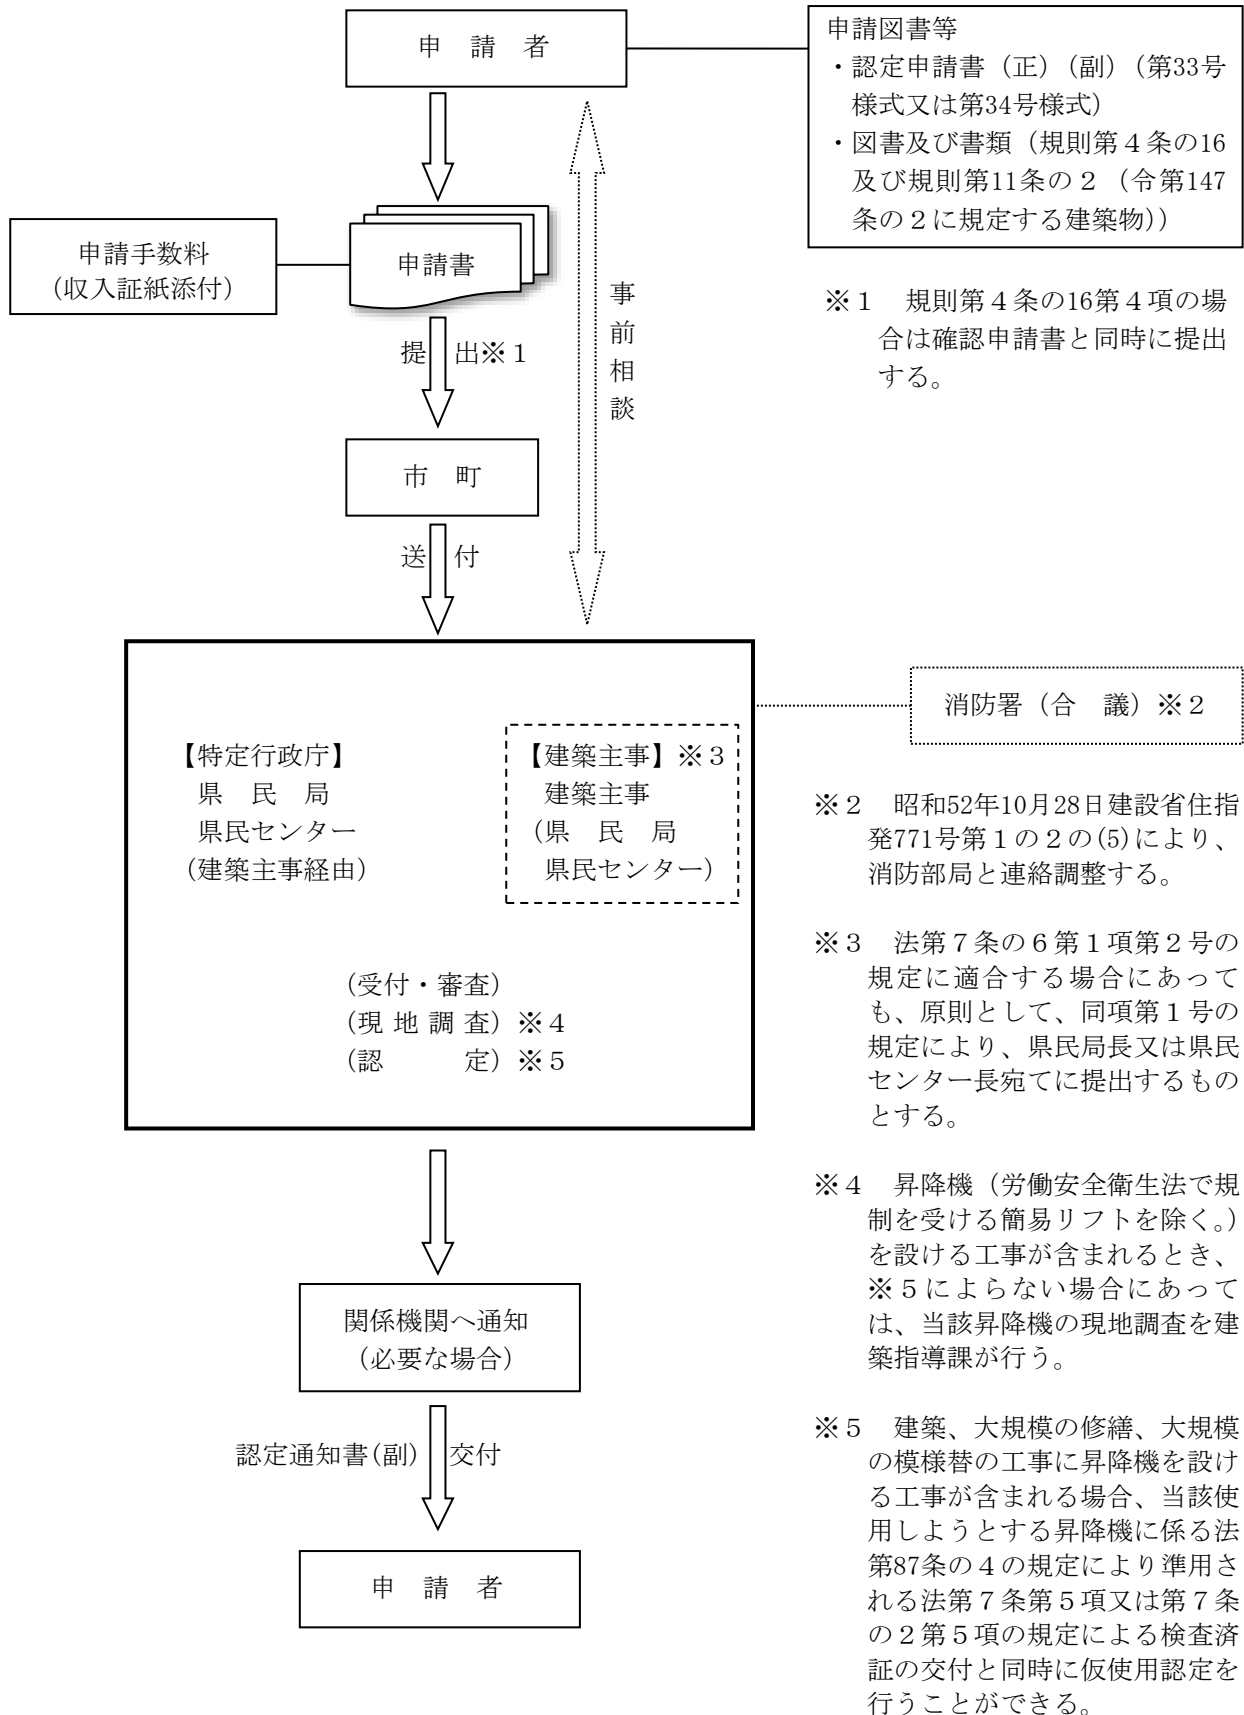 申　請　者
申請図書等
・認定申請書（正）（副）（第33号
様式又は第34号様式）
・図書及び書類（規則第４条の16
及び規則第11条の２（令第147
条の２に規定する建築物））
申請手数料
（収入証紙添付）
申請書
※１　規則第４条の16第４項の場
合は確認申請書と同時に提出
する。
提　出※１
事前相談
市　町
送　付
消防署（合　議）※２
【特定行政庁】
県　民　局
県民センター
（建築主事経由）
【建築主事】※３
建築主事
（県　民　局
県民センター）
（受付・審査）
（現 地 調 査）※４
（認　　　定）※５
※２　昭和52年10月28日建設省住指
発771号第１の２の(5)により、
消防部局と連絡調整する。
※３　法第７条の６第１項第２号の
規定に適合する場合にあって
も、原則として、同項第１号の
規定により、県民局長又は県民
センター長宛てに提出するもの
とする。
※４　昇降機（労働安全衛生法で規
制を受ける簡易リフトを除く。）
を設ける工事が含まれるとき、
※５によらない場合にあって
は、当該昇降機の現地調査を建
築指導課が行う。
関係機関へ通知
（必要な場合）
認定通知書(副)　交付
申　請　者
※５　建築、大規模の修繕、大規模
の模様替の工事に昇降機を設け
る工事が含まれる場合、当該使
用しようとする昇降機に係る法
第87条の４の規定により準用さ
れる法第７条第５項又は第７条
の２第５項の規定による検査済
証の交付と同時に仮使用認定を
行うことができる。